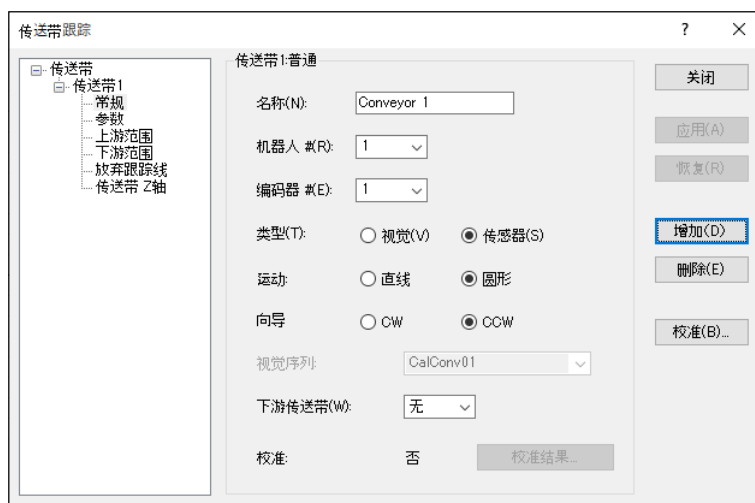 传送带跟踪
传送带
传送带1
常规
参数
上游范围
下游范围
放弃跟踪线
传送带 Z轴
传送带1:普通
名称(N): Conveyor 1
机器人 #(R): 1
编码器 #(E): 1
类型(T): 视觉(V) 传感器(S)
运动: 直线 圆形
向导 CW CCW
视觉序列: CalConv01
下游传送带(W): 无
校准: 否 校准结果...
关闭
应用(A)
恢复(R)
增加(D)
删除(E)
校准(B)...